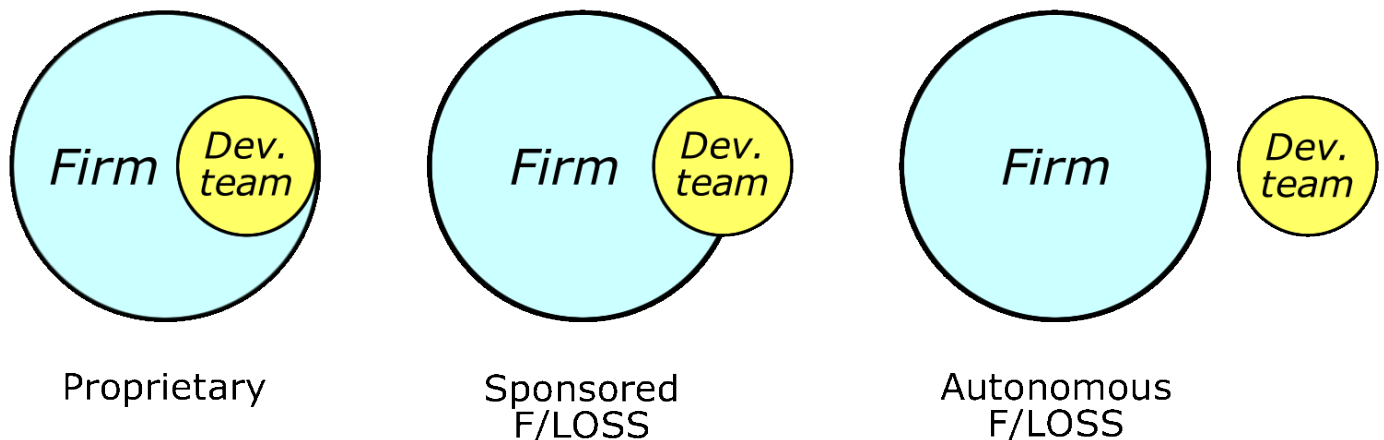 Firm
Dev.
team
Firm
Dev.
team
Firm
Dev.
team
Proprietary
Sponsored
F/LOSS
Autonomous
F/LOSS